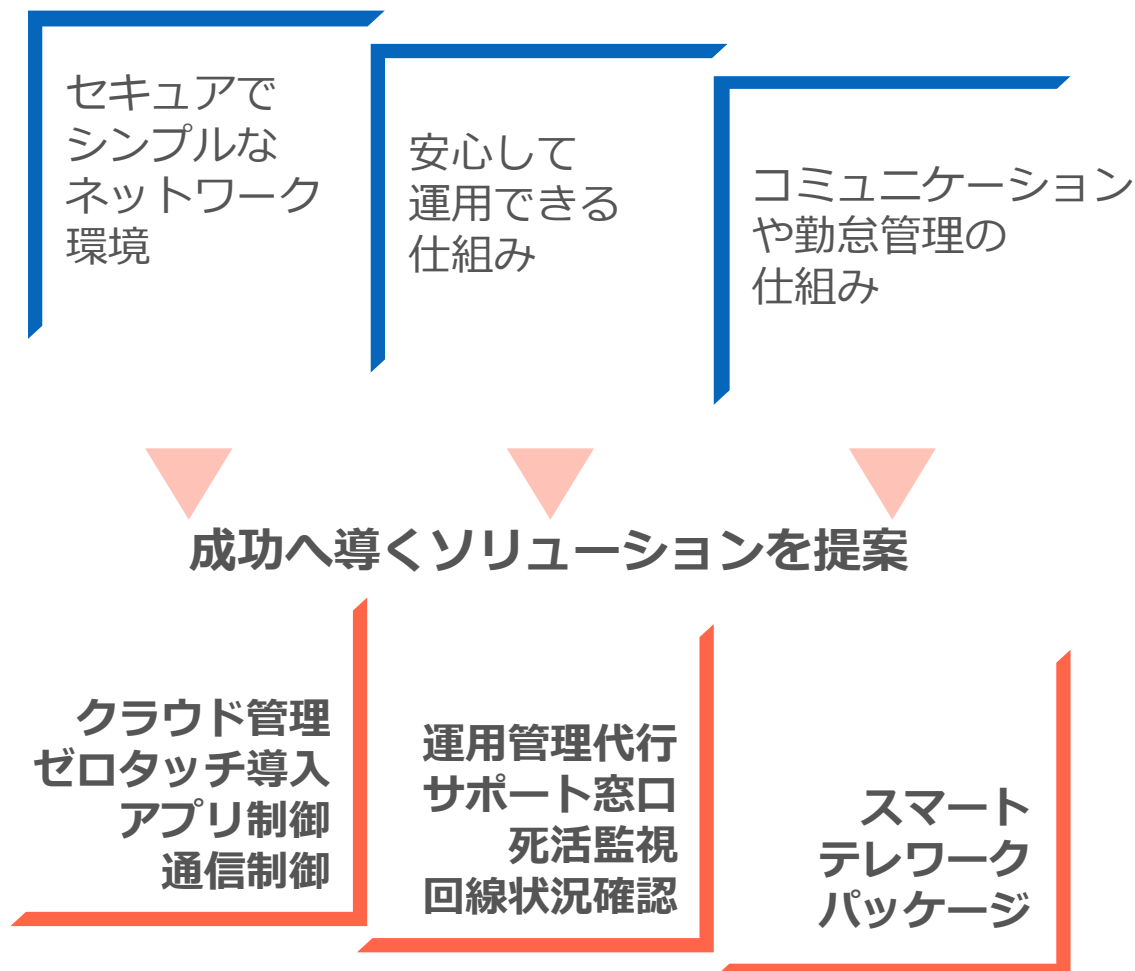 セキュアで
シンプルな
ネットワーク
環境
安心して
運用できる
仕組み
コミュニケーション
や勤怠管理の
仕組み
成功へ導くソリューションを提案
クラウド管理
ゼロタッチ導入
アプリ制御
通信制御
運用管理代行
サポート窓口
死活監視
回線状況確認
スマート
テレワーク
パッケージ